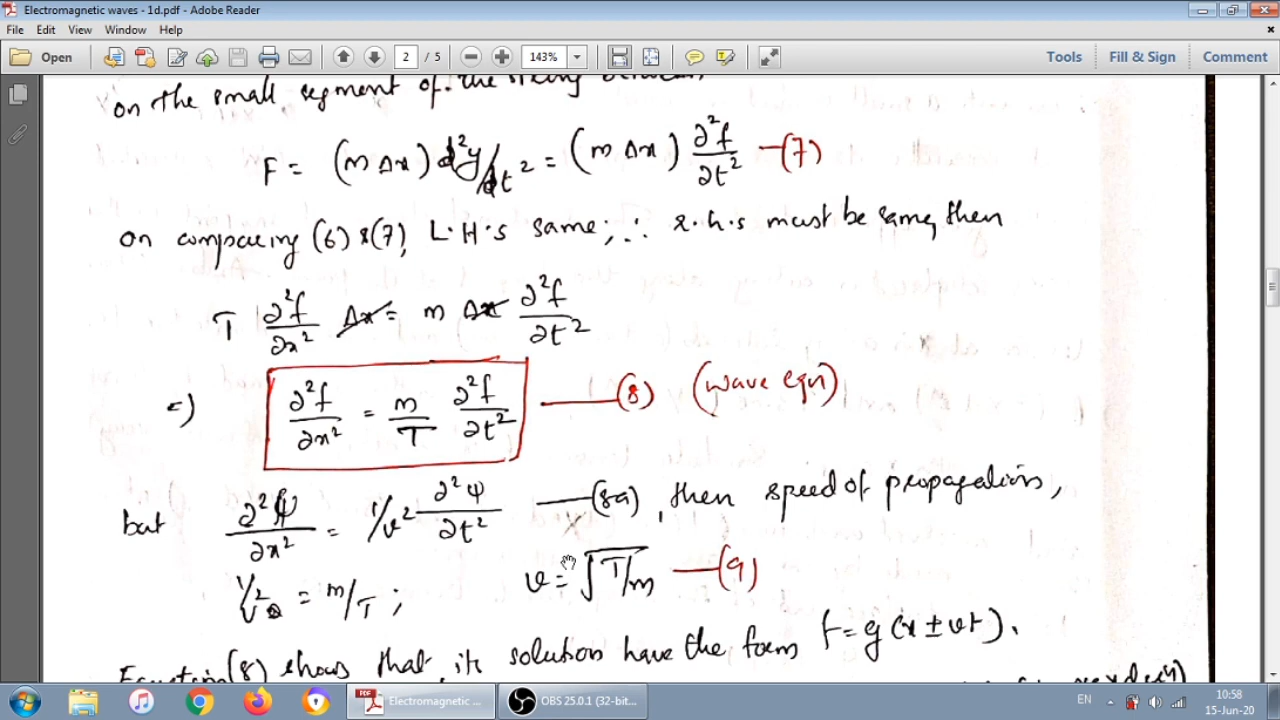 Electromagnetic waves - 1d.pdf - Adobe Reader
File Edit View Window Help
Open 2 / 5 143% Tools Fill & Sign Comment
on the small segment of the string between
F = (m Δx) d²y/dt² = (m Δx) ∂²f/∂t² —(7)
on comparing (6) & (7), L.H.S same; ∴ r.h.s must be same, then
T ∂²f/∂x² Δx = m Δx ∂²f/∂t²
=) ∂²f/∂x² = m/T ∂²f/∂t² —(8) (wave eqn)
but ∂²ψ/∂x² = 1/v² ∂²ψ/∂t² —(8a), then speed of propagation,
1/v² = m/T; v = √T/m —(9)
Equation (8) shows that its solution have the form f = g(x ± vt).
Electromagnetic ... OBS 25.0.1 (32-bit... EN 10:58
15-Jun-20